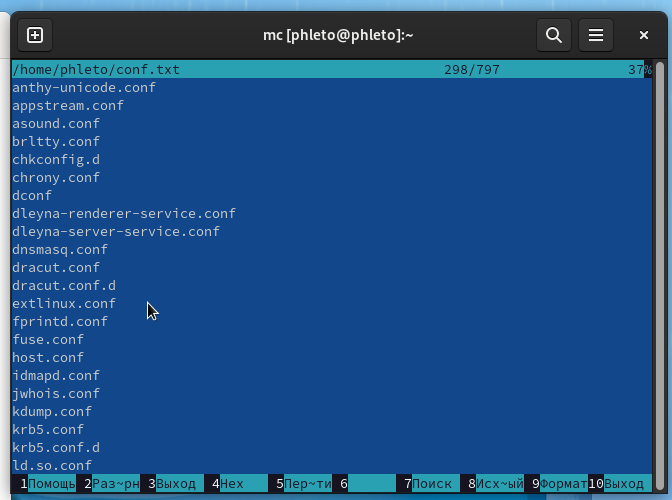 mc [phleto@phleto]:~
/home/phleto/conf.txt 298/797 37%
anthy-unicode.conf
appstream.conf
asound.conf
brltty.conf
chkconfig.d
chrony.conf
dconf
dleyna-renderer-service.conf
dleyna-server-service.conf
dnsmasq.conf
dracut.conf
dracut.conf.d
extlinux.conf
fprintd.conf
fuse.conf
host.conf
idmapd.conf
jwhois.conf
kdump.conf
krb5.conf
krb5.conf.d
ld.so.conf
1Помощь 2Раз~рн 3Выход 4Hex 5Пер~ти 6 7Поиск 8Исх~ый 9Формат 10Выход